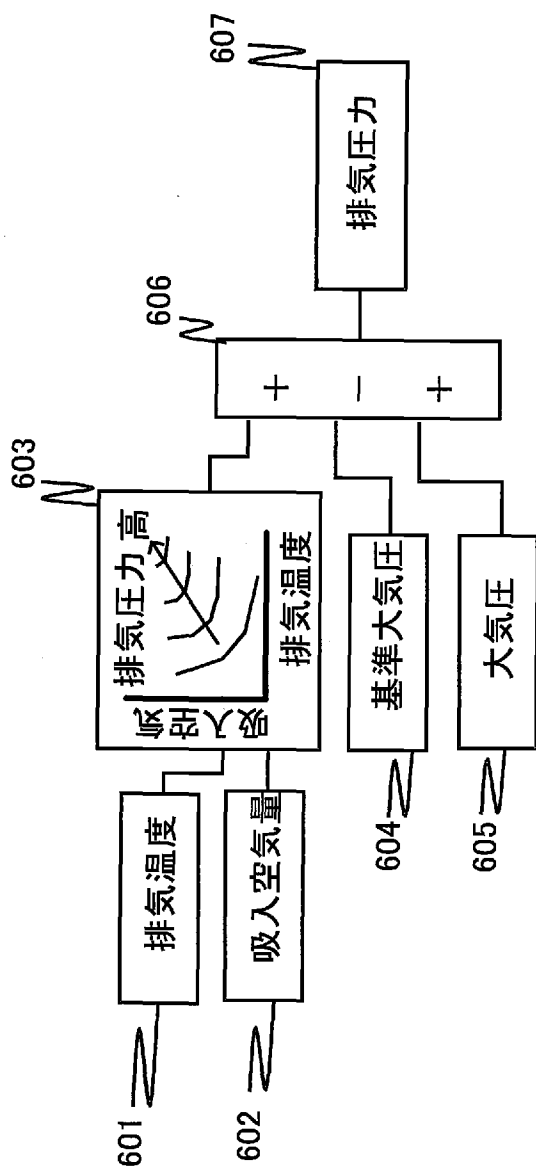 601
排気温度
602
吸入空気量
603
排気圧力 高
吸入空気
排気温度
604
基準大気圧
605
大気圧
606
+
−
+
607
排気圧力